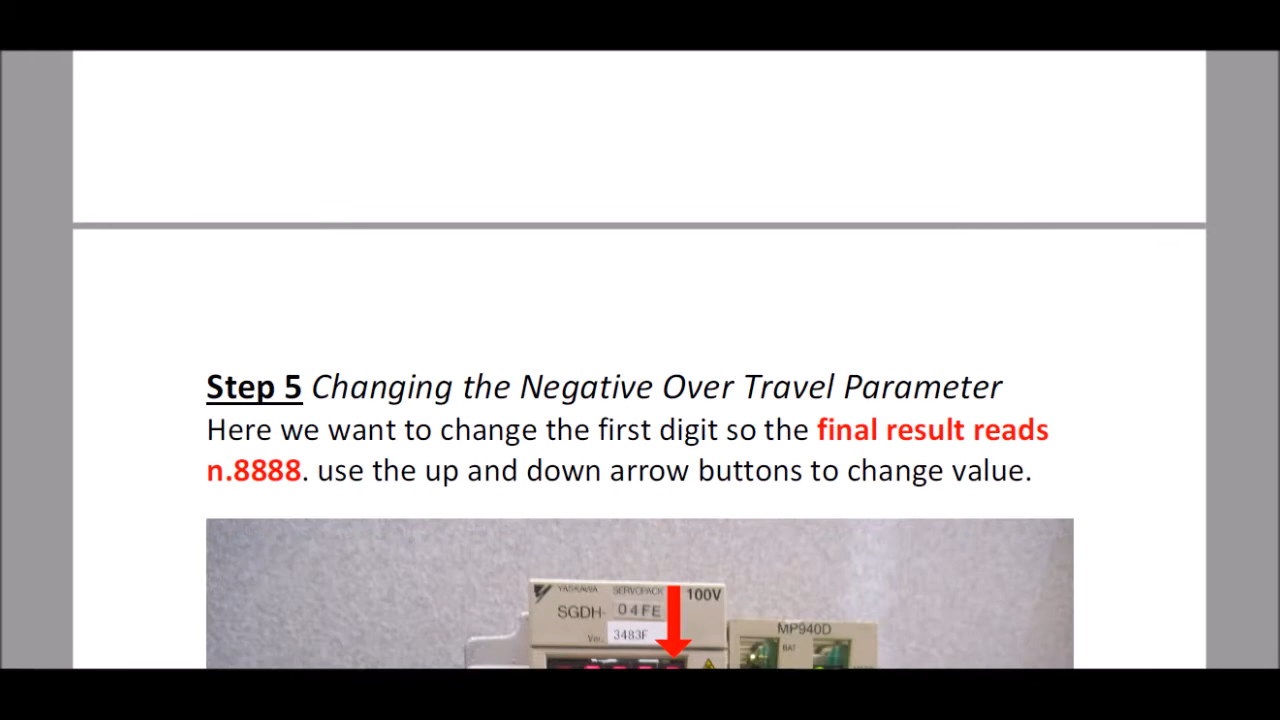 Step 5 Changing the Negative Over Travel Parameter
Here we want to change the first digit so the final result reads
n.8888. use the up and down arrow buttons to change value.
YASKAWA SERVOPACK 100V
SGDH- 04FE
Ver. 3483F
MP940D
BAT